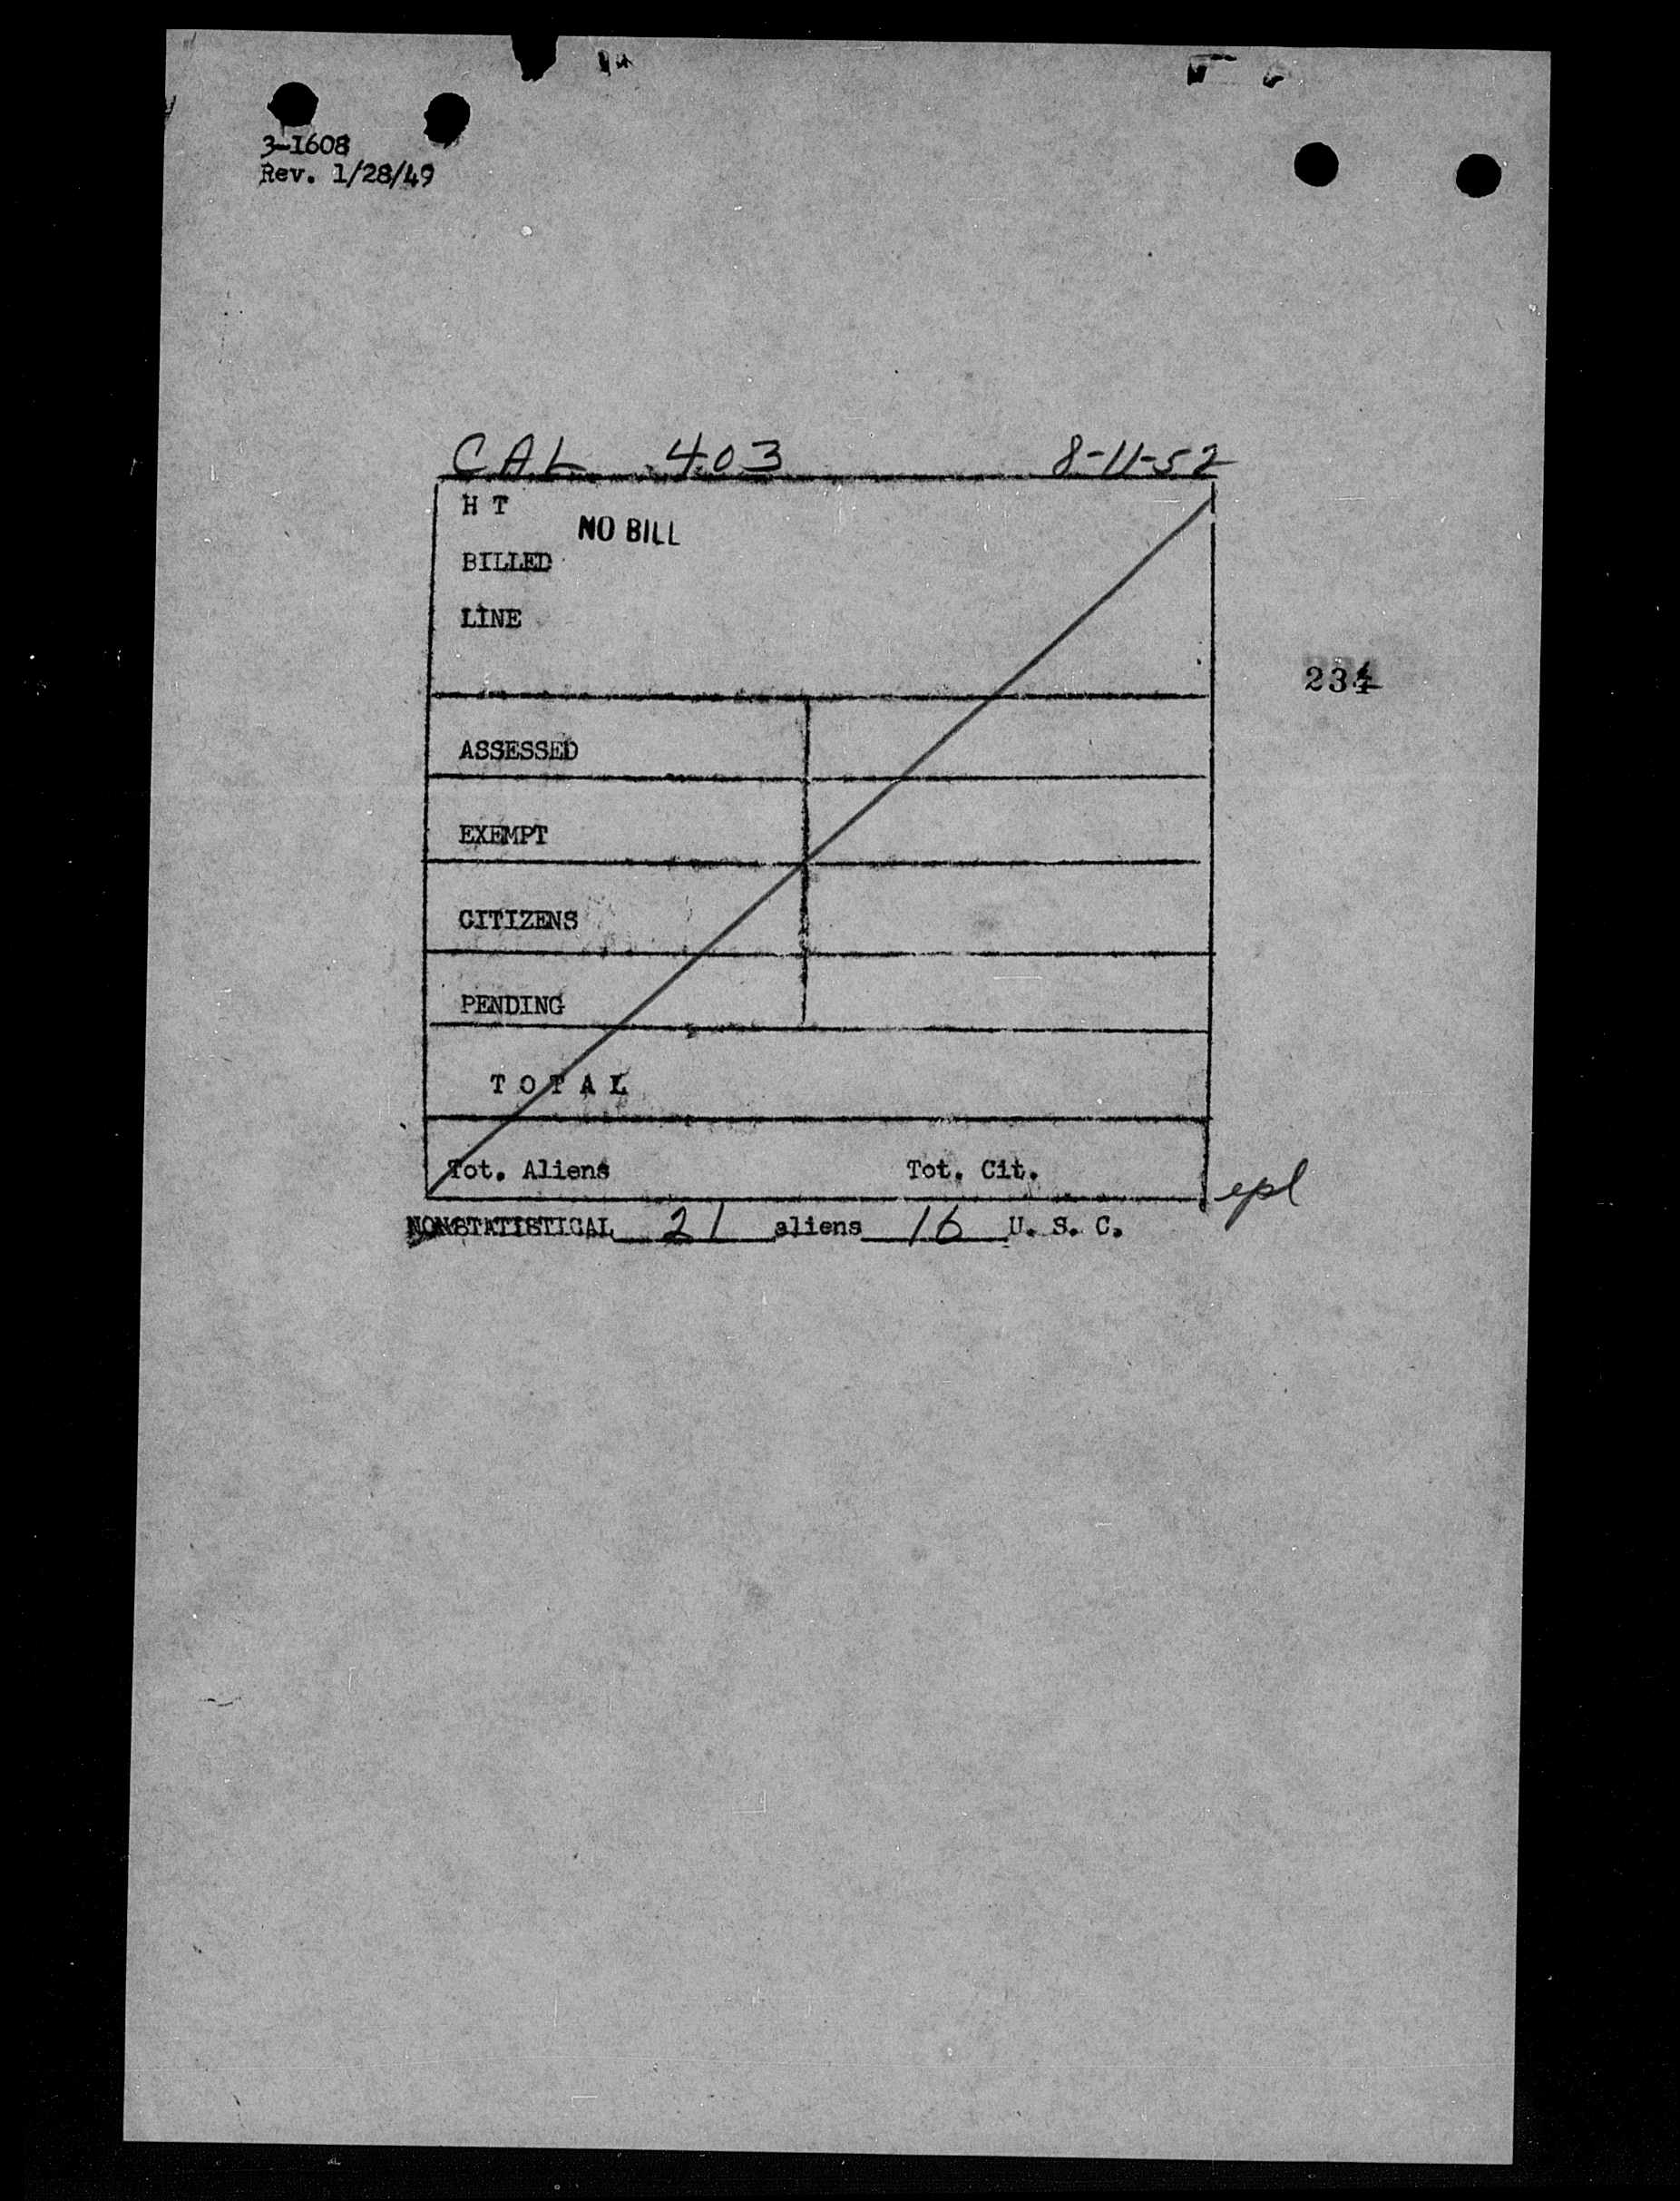 3-1608
Rev. 1/28/49
CAL 403 8-11-52
H T
NO BILL
BILLED
LINE
ASSESSED
EXEMPT
CITIZENS
PENDING
TOTAL
Tot. Aliens Tot. Cit.
epl
NONSTATISTICAL 21 aliens 16 U. S. C.